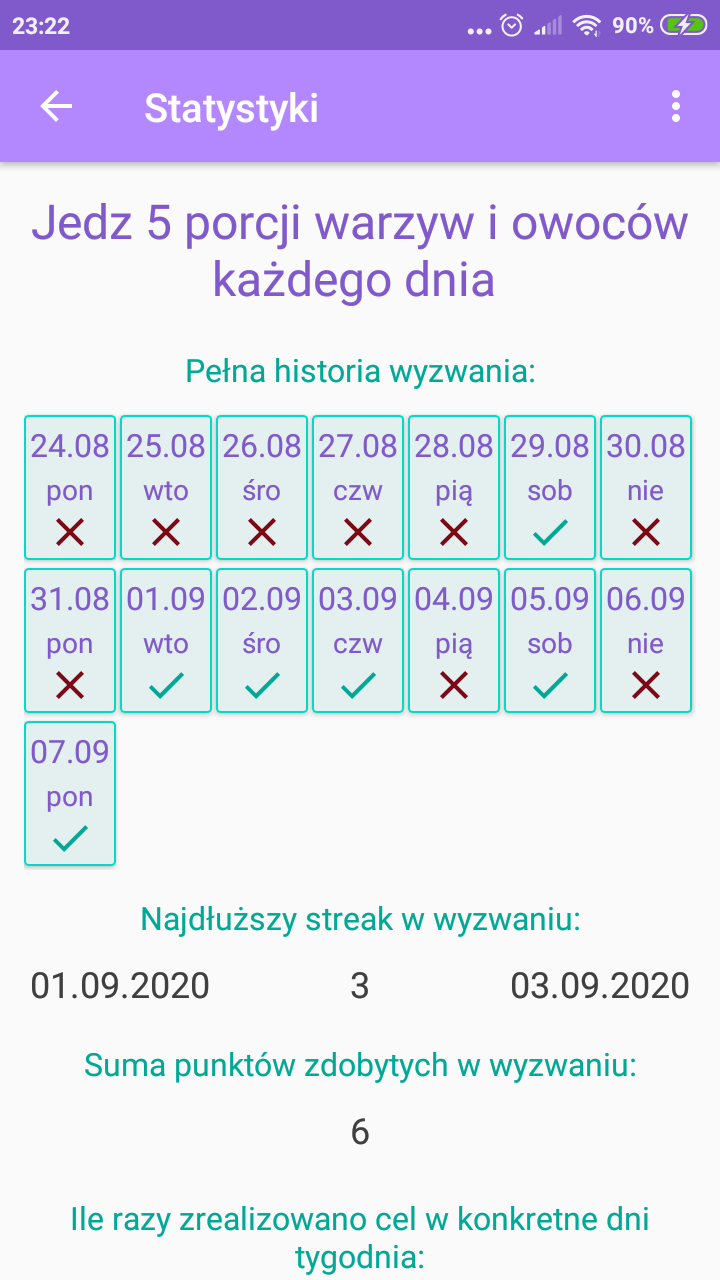 23:22 90%
Statystyki
Jedz 5 porcji warzyw i owoców
każdego dnia
Pełna historia wyzwania:
24.08 25.08 26.08 27.08 28.08 29.08 30.08
pon wto śro czw pią sob nie
31.08 01.09 02.09 03.09 04.09 05.09 06.09
pon wto śro czw pią sob nie
07.09
pon
Najdłuższy streak w wyzwaniu:
01.09.2020 3 03.09.2020
Suma punktów zdobytych w wyzwaniu:
6
Ile razy zrealizowano cel w konkretne dni
tygodnia: